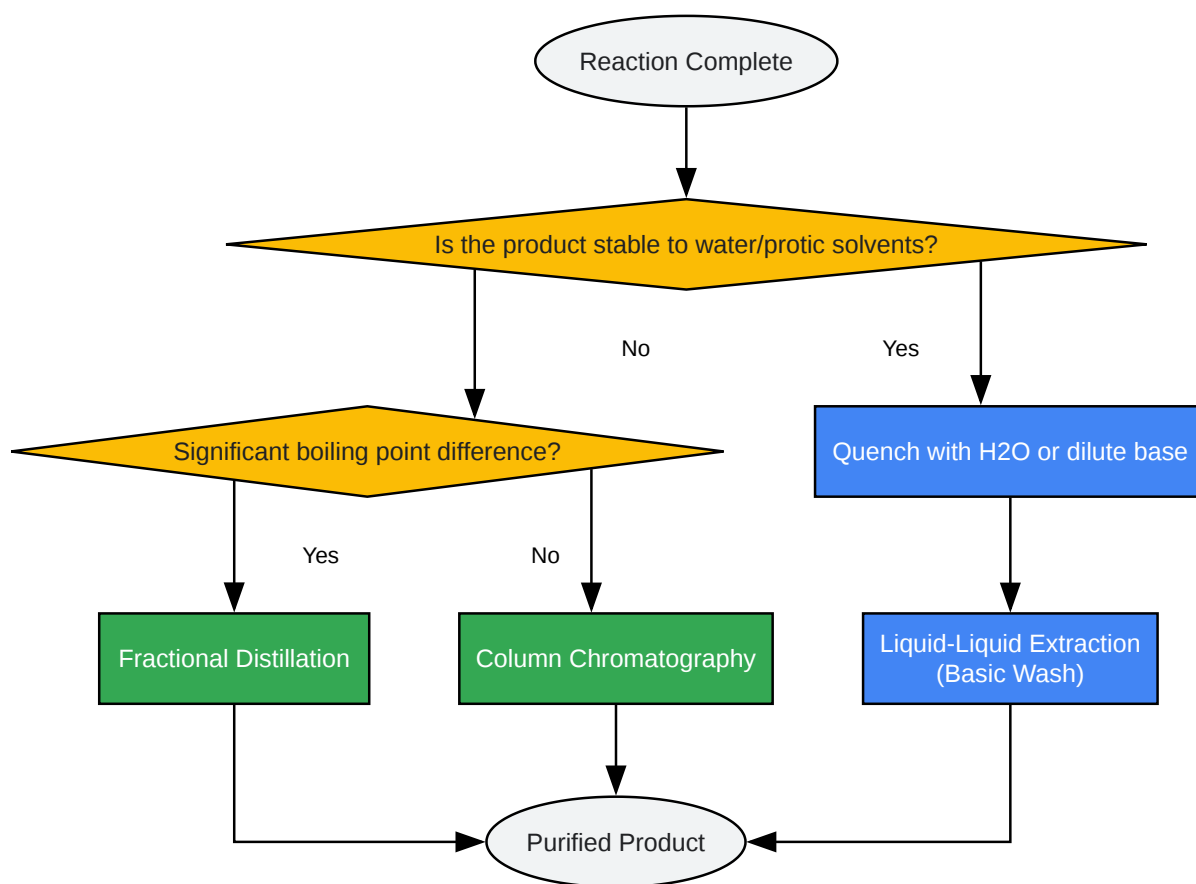 Reaction Complete
Is the product stable to water/protic solvents?
No
Yes
Significant boiling point difference?
Quench with H2O or dilute base
Yes
No
Fractional Distillation
Column Chromatography
Liquid-Liquid Extraction
(Basic Wash)
Purified Product